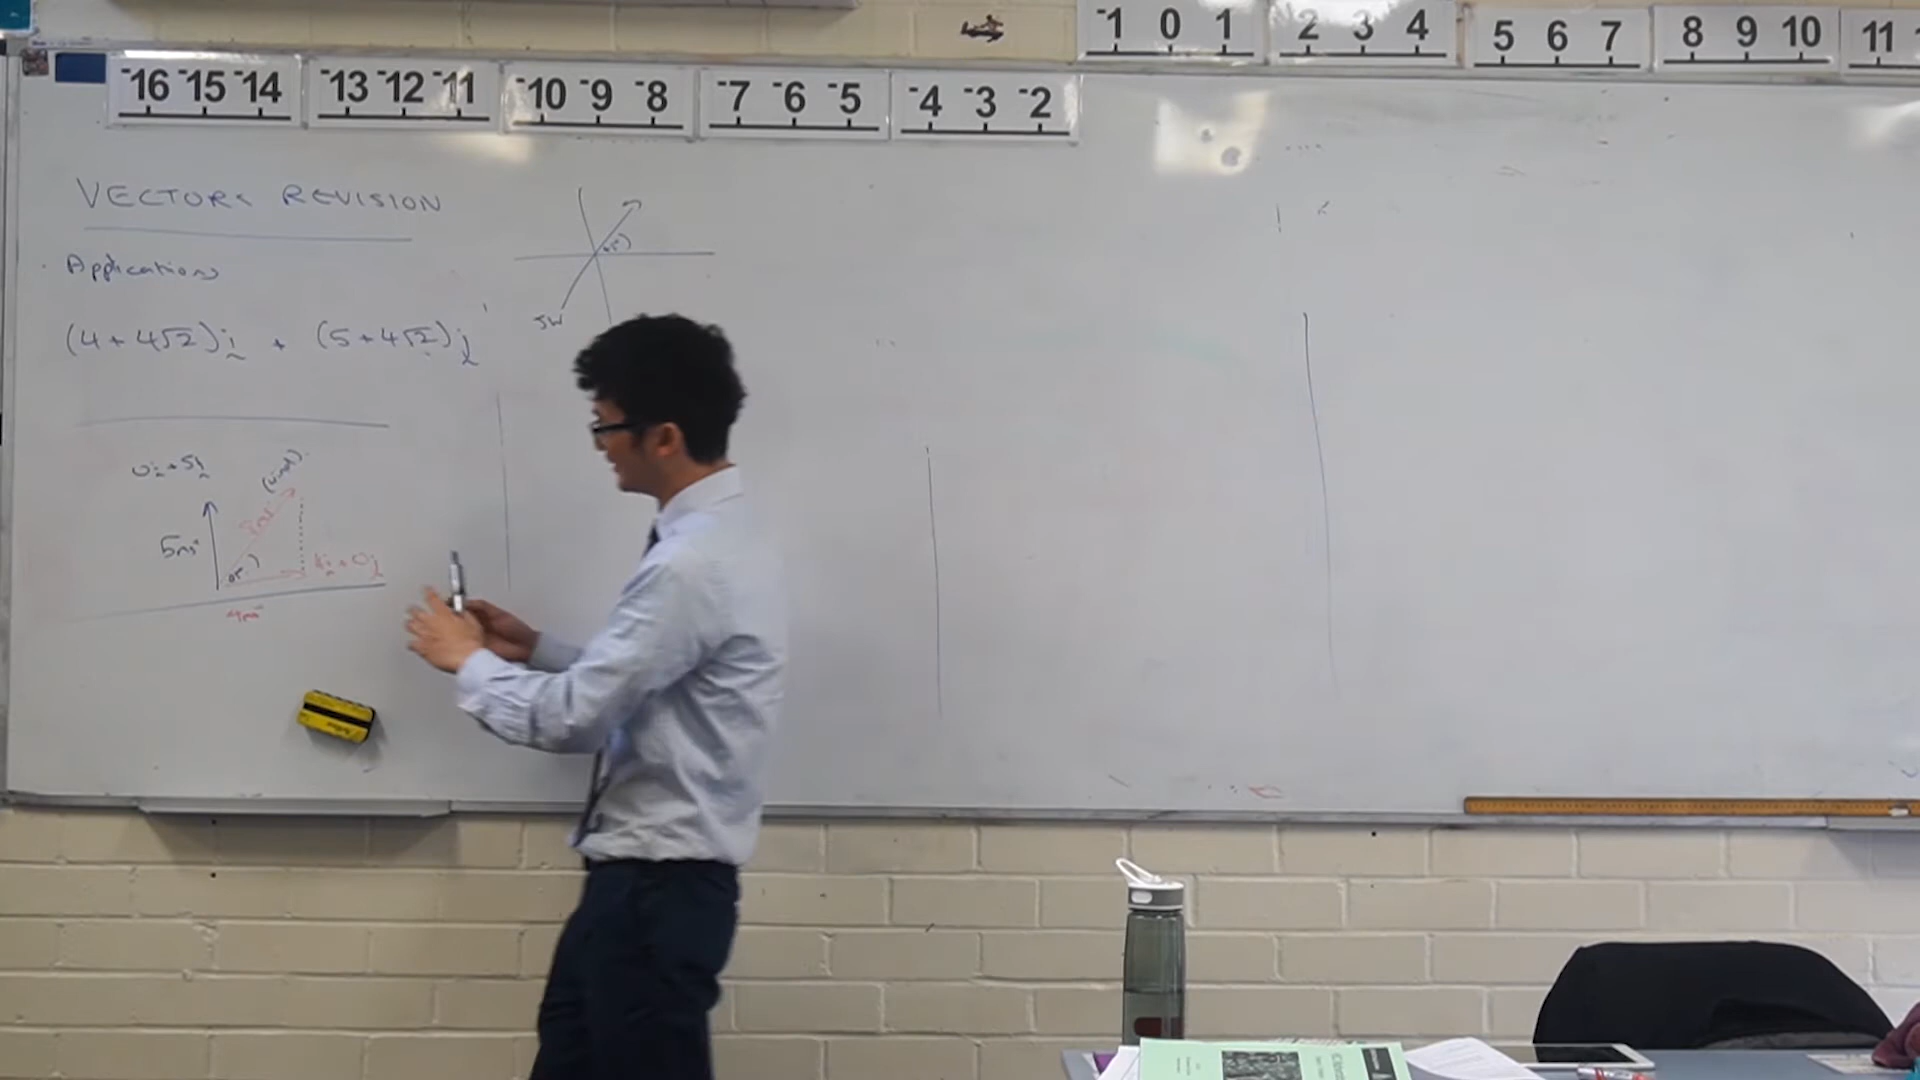 -1 0 1 2 3 4 5 6 7 8 9 10 11
-16 -15 -14 -13 -12 -11 -10 -9 -8 -7 -6 -5 -4 -3 -2
VECTORS REVISION
Applications
(4+4√2)i + (5+4√2)j
SW
0i+5j
(wind)
5ms⁻¹
4i+0j